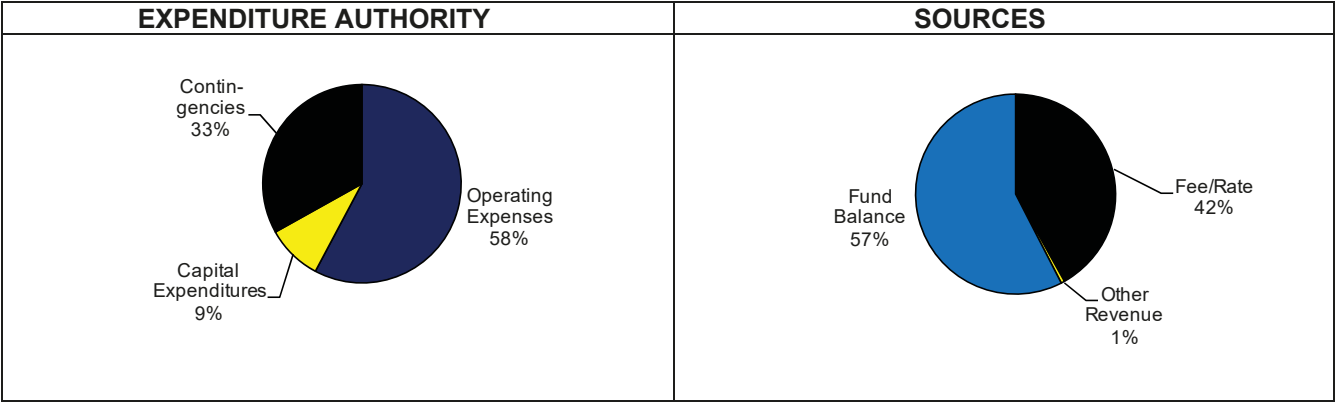 EXPENDITURE AUTHORITY
Contin-
gencies
33%
Operating
Expenses
58%
Capital
Expenditures
9%
SOURCES
Fee/Rate
42%
Fund
Balance
57%
Other
Revenue
1%